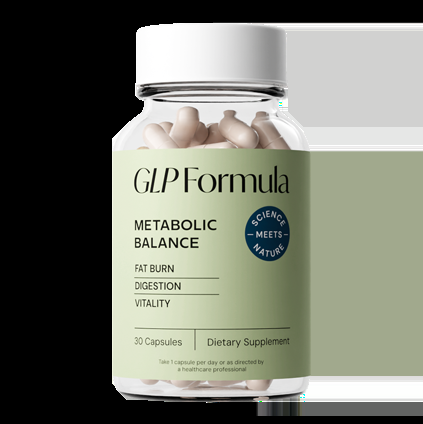 GLP Formula
METABOLIC
BALANCE
SCIENCE
MEETS
NATURE
FAT BURN
DIGESTION
VITALITY
30 Capsules
Dietary Supplement
Take 1 capsule per day or as directed by
a healthcare professional